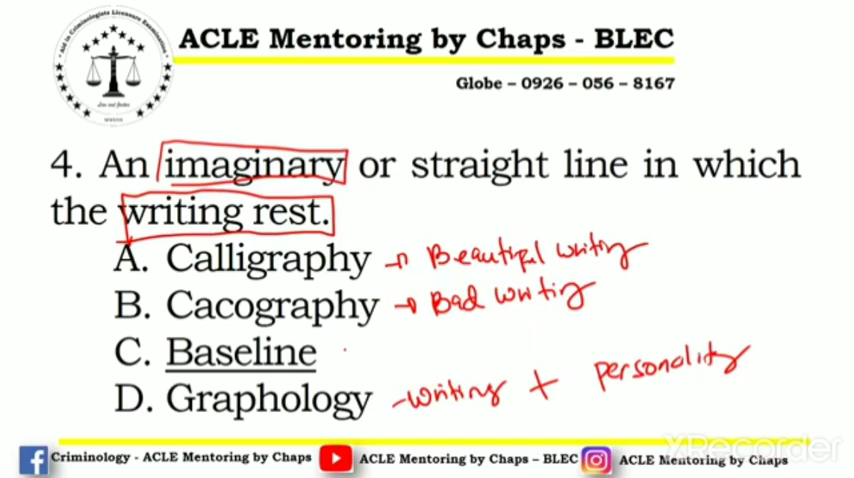 ACLE Mentoring by Chaps - BLEC
Globe – 0926 – 056 – 8167
4. An imaginary or straight line in which
the writing rest.
A. Calligraphy → Beautiful writing
B. Cacography → Bad writing
C. Baseline
D. Graphology - writing + personality
XRecorder
Criminology - ACLE Mentoring by Chaps
ACLE Mentoring by Chaps – BLEC
ACLE Mentoring by Chaps